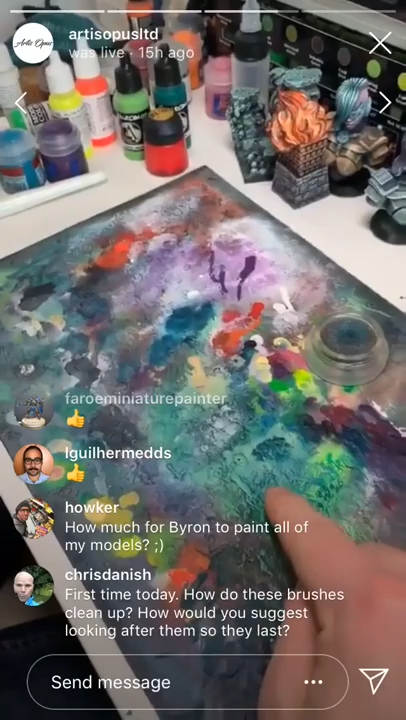 Artis Opus
artisopusltd
was live · 15h ago
faroeminiaturepainter
👍
lguilhermedds
👍
howker
How much for Byron to paint all of
my models? ;)
chrisdanish
First time today. How do these brushes
clean up? How would you suggest
looking after them so they last?
Send message